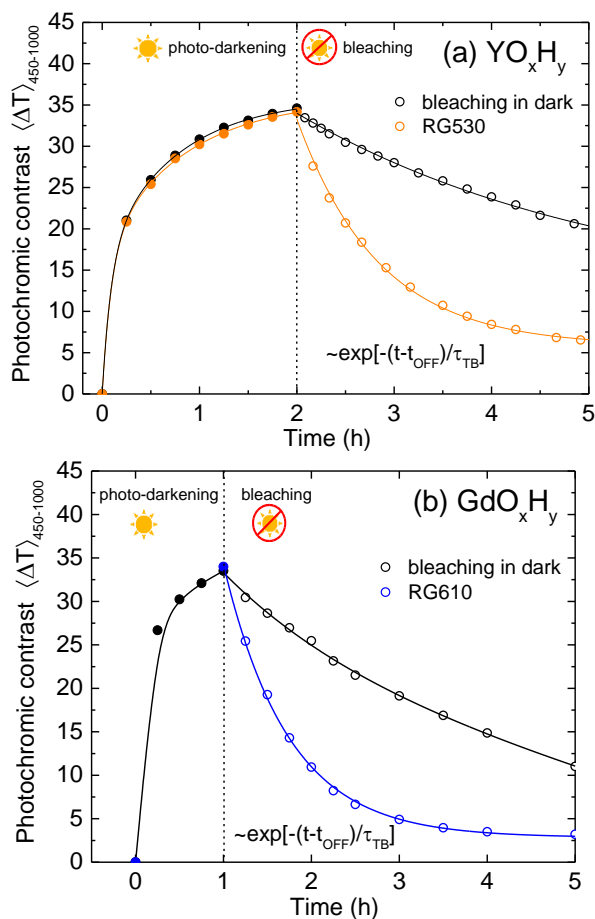 photo-darkening bleaching (a) YOxHy
bleaching in dark
RG530
~exp[-(t-tOFF)/τTB]
Photochromic contrast ⟨ΔT⟩450-1000
45
40
35
30
25
20
15
10
5
0
0 1 2 3 4 5
Time (h)
photo-darkening bleaching (b) GdOxHy
bleaching in dark
RG610
~exp[-(t-tOFF)/τTB]
Photochromic contrast ⟨ΔT⟩450-1000
45
40
35
30
25
20
15
10
5
0
0 1 2 3 4 5
Time (h)